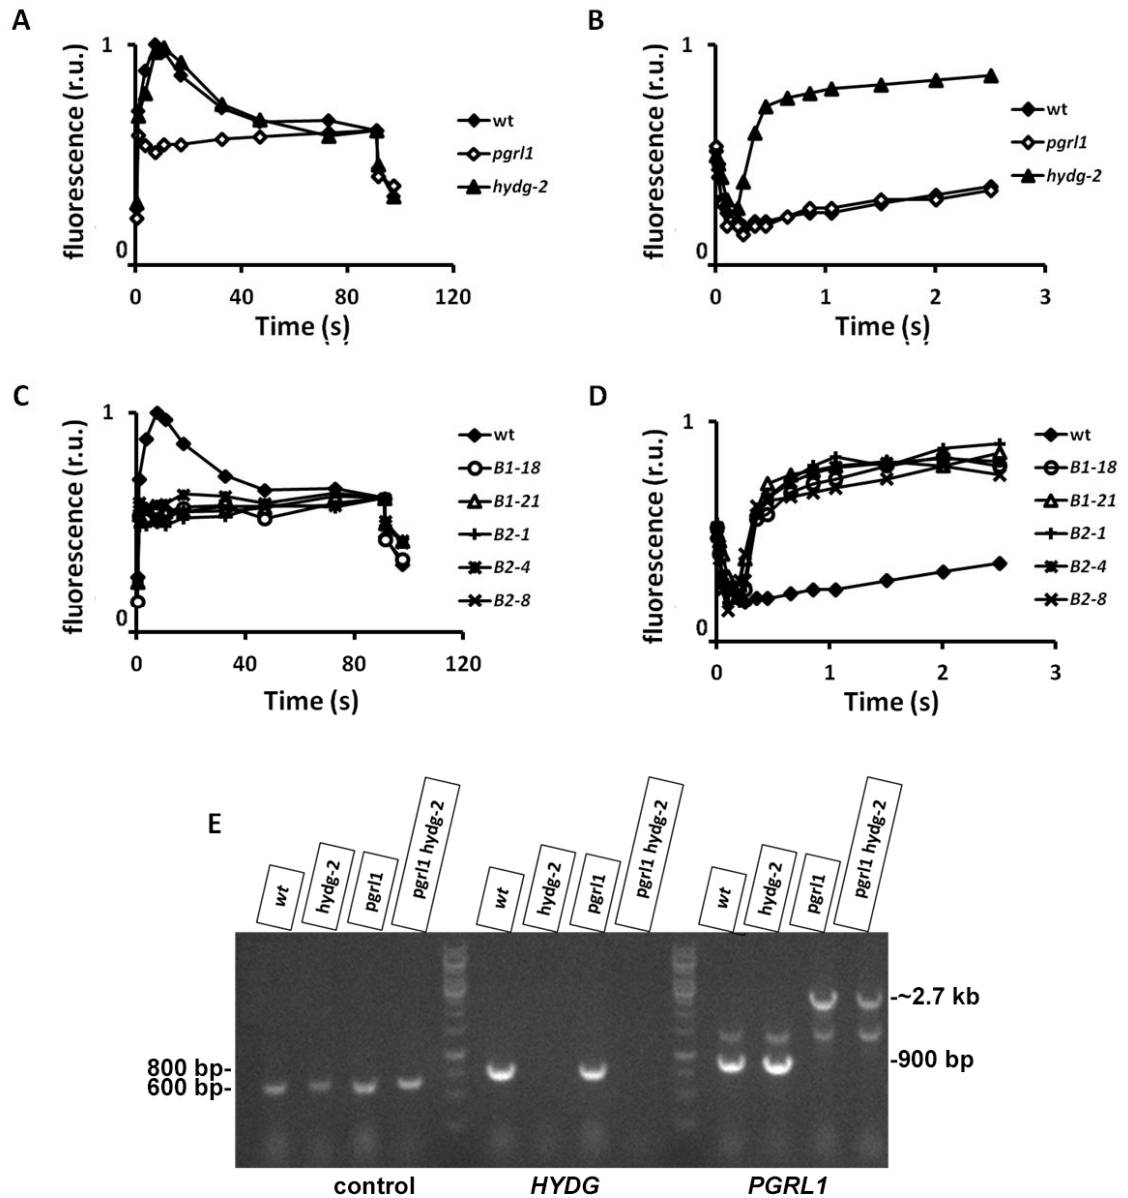 A
B
fluorescence (r.u.)
1
0
0 40 80 120
Time (s)
wt
pgrl1
hydg-2
fluorescence (r.u.)
1
0
0 1 2 3
Time (s)
wt
pgrl1
hydg-2
C
D
fluorescence (r.u.)
1
0
0 40 80 120
Time (s)
wt
B1-18
B1-21
B2-1
B2-4
B2-8
fluorescence (r.u.)
1
0
0 1 2 3
Time (s)
wt
B1-18
B1-21
B2-1
B2-4
B2-8
E
wt hydg-2 pgrl1 pgrl1 hydg-2
wt hydg-2 pgrl1 pgrl1 hydg-2
wt hydg-2 pgrl1 pgrl1 hydg-2
-~2.7 kb
-900 bp
800 bp-
600 bp-
control HYDG PGRL1